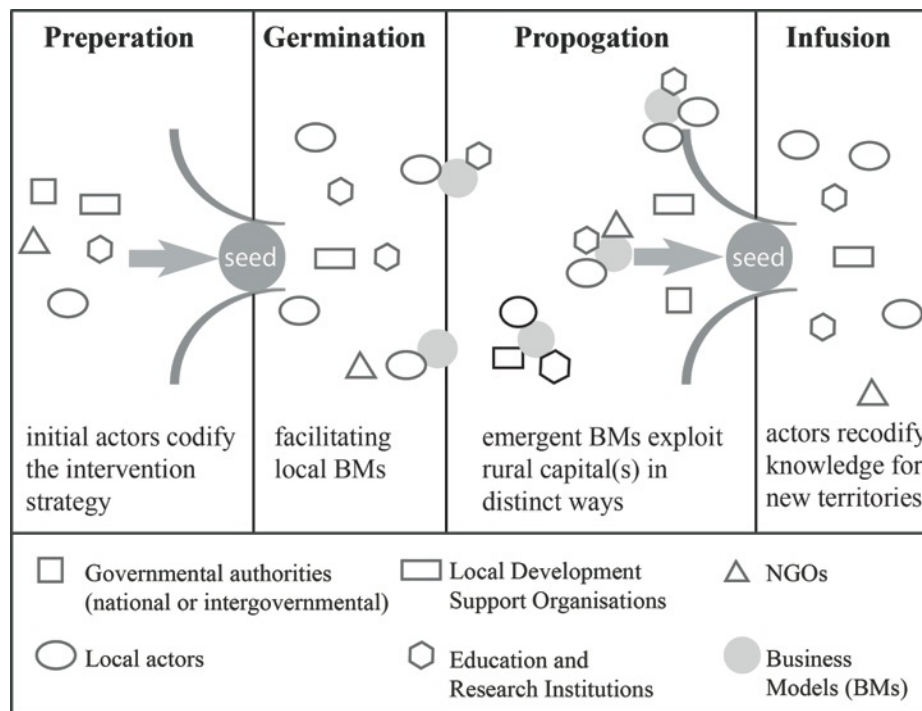 Preperation
Germination
Propogation
Infusion
seed
seed
initial actors codify
the intervention
strategy
facilitating
local BMs
emergent BMs exploit
rural capital(s) in
distinct ways
actors recodify
knowledge for
new territories
Governmental authorities
(national or intergovernmental)
Local Development
Support Organisations
NGOs
Local actors
Education and
Research Institutions
Business
Models (BMs)